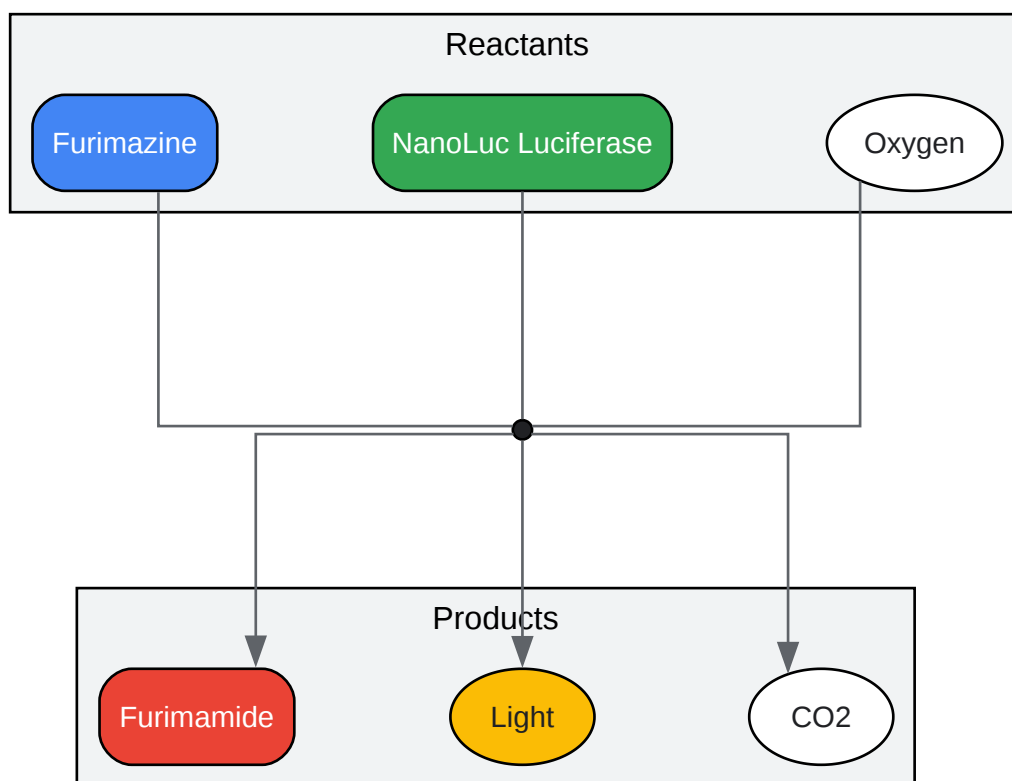 Reactants
Furimazine
NanoLuc Luciferase
Oxygen
Products
Furimamide
Light
CO2